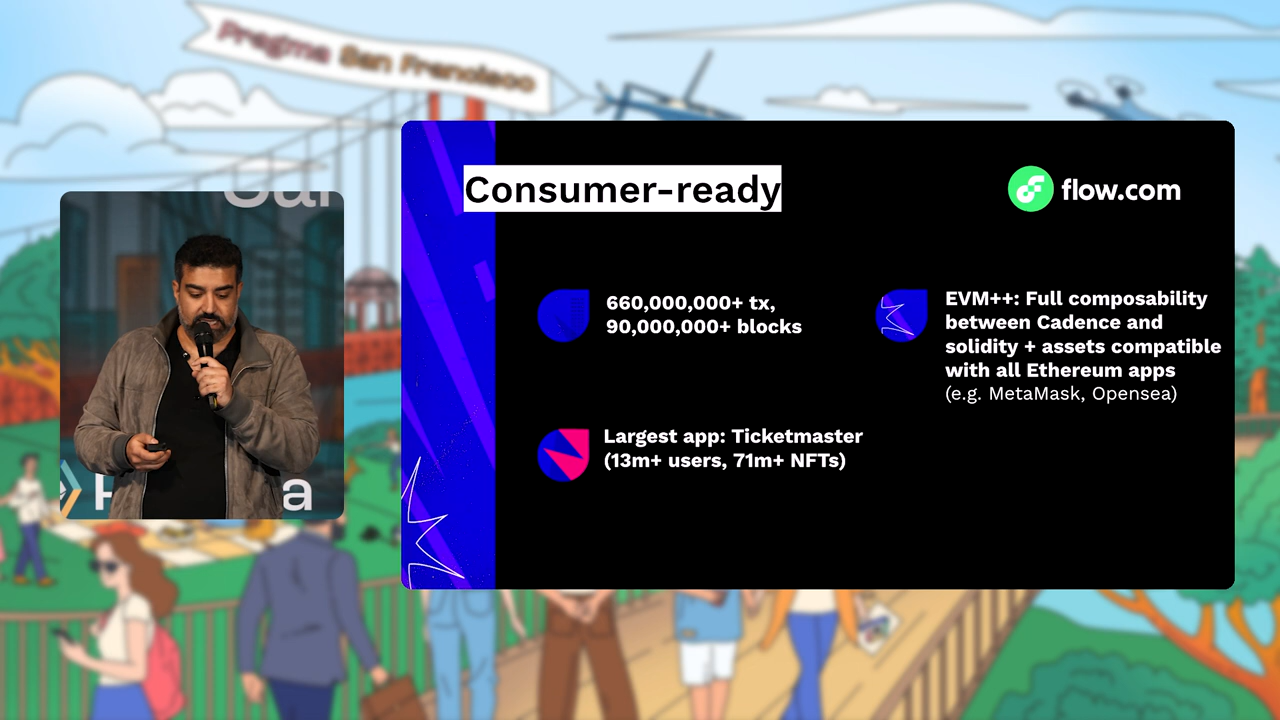 Pragma San Francisco
Consumer-ready
flow.com
660,000,000+ tx,
90,000,000+ blocks
EVM++: Full composability
between Cadence and
solidity + assets compatible
with all Ethereum apps
(e.g. MetaMask, Opensea)
Largest app: Ticketmaster
(13m+ users, 71m+ NFTs)